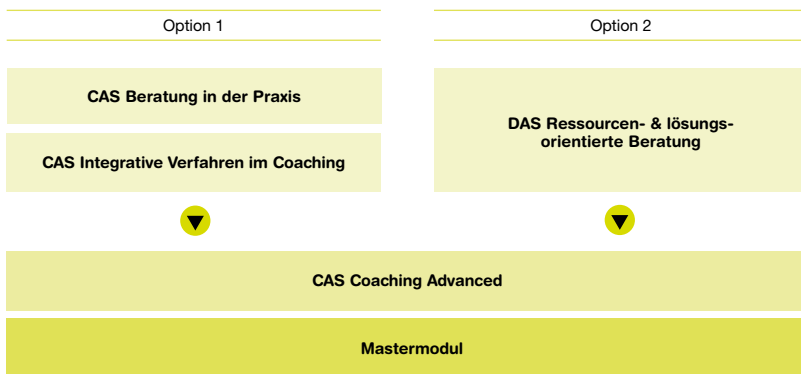 Option 1
Option 2
CAS Beratung in der Praxis
CAS Integrative Verfahren im Coaching
DAS Ressourcen- & lösungs-
orientierte Beratung
CAS Coaching Advanced
Mastermodul